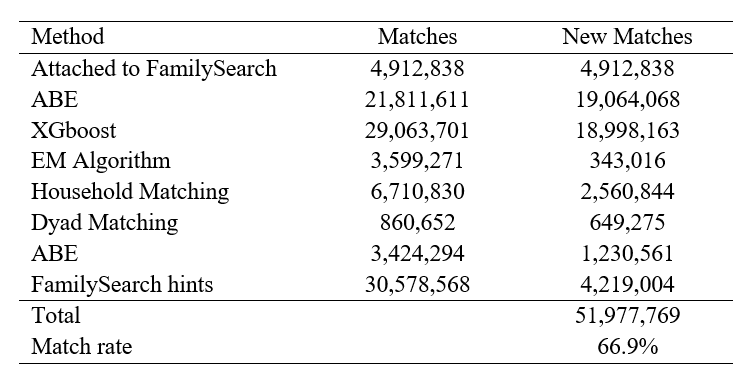 Method Matches New Matches
Attached to FamilySearch 4,912,838 4,912,838
ABE 21,811,611 19,064,068
XGboost 29,063,701 18,998,163
EM Algorithm 3,599,271 343,016
Household Matching 6,710,830 2,560,844
Dyad Matching 860,652 649,275
ABE 3,424,294 1,230,561
FamilySearch hints 30,578,568 4,219,004
Total 51,977,769
Match rate 66.9%